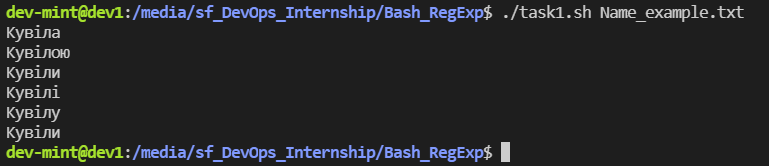 dev-mint@dev1:/media/sf_DevOps_Internship/Bash_RegExp$ ./task1.sh Name_example.txt
Кувіла
Кувілою
Кувіли
Кувілі
Кувілу
Кувіли
dev-mint@dev1:/media/sf_DevOps_Internship/Bash_RegExp$